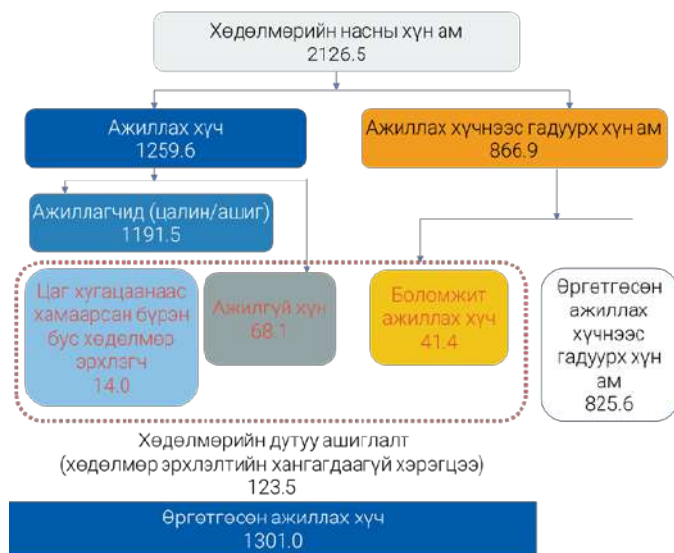 Хөдөлмөрийн насны хүн ам
2126.5
Ажиллах хүч
1259.6
Ажиллах хүчнээс гадуурх хүн ам
866.9
Ажиллагчид (цалин/ашиг)
1191.5
Цаг хугацаанаас
хамаарсан бүрэн
бус хөдөлмөр
эрхлэгч
14.0
Ажилгүй хүн
68.1
Боломжит
ажиллах хүч
41.4
Өргөтгөсөн
ажиллах
хүчнээс
гадуурх хүн
ам
825.6
Хөдөлмөрийн дутуу ашиглалт
(хөдөлмөр эрхлэлтийн хангагдаагүй хэрэгцээ)
123.5
Өргөтгөсөн ажиллах хүч
1301.0